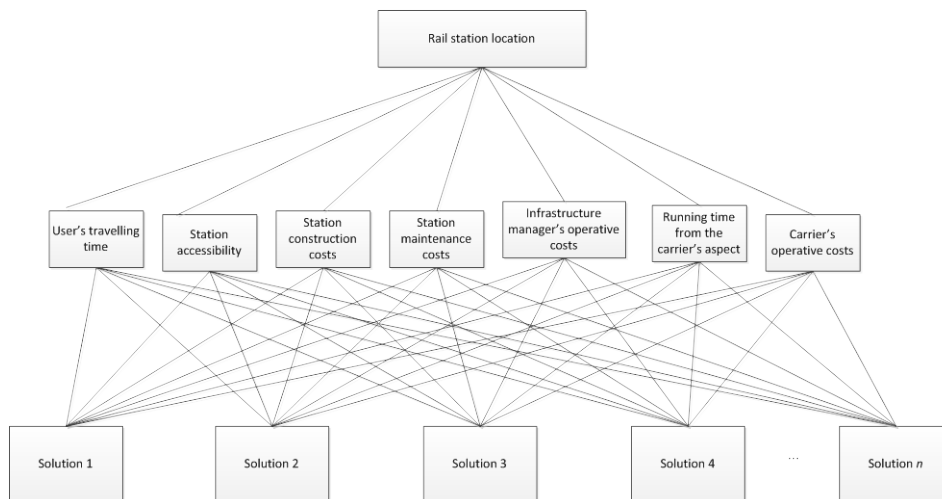 Rail station location
User's travelling
time
Station
accessibility
Station
construction
costs
Station
maintenance
costs
Infrastructure
manager's operative
costs
Running time
from the
carrier's aspect
Carrier's
operative costs
Solution 1
Solution 2
Solution 3
Solution 4
...
Solution n